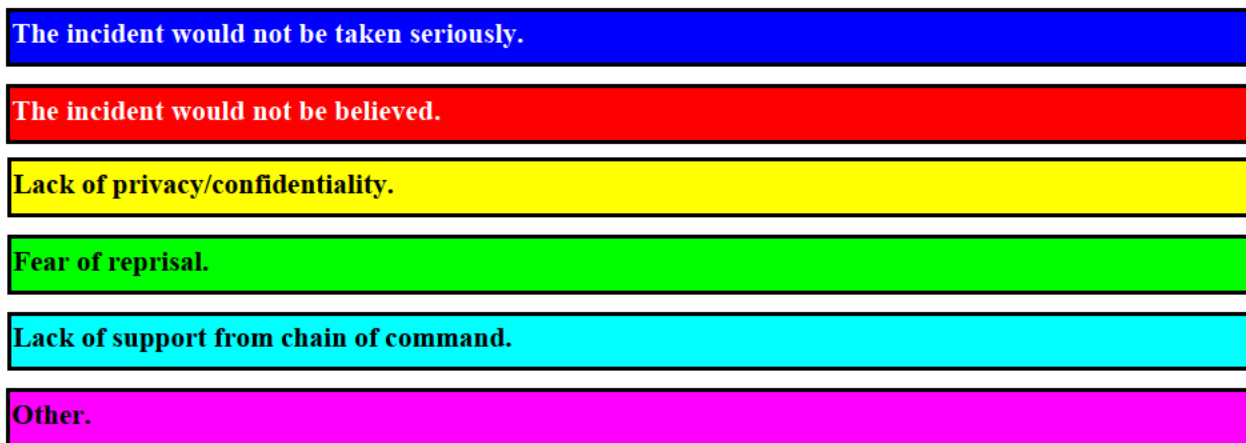 The incident would not be taken seriously.
The incident would not be believed.
Lack of privacy/confidentiality.
Fear of reprisal.
Lack of support from chain of command.
Other.